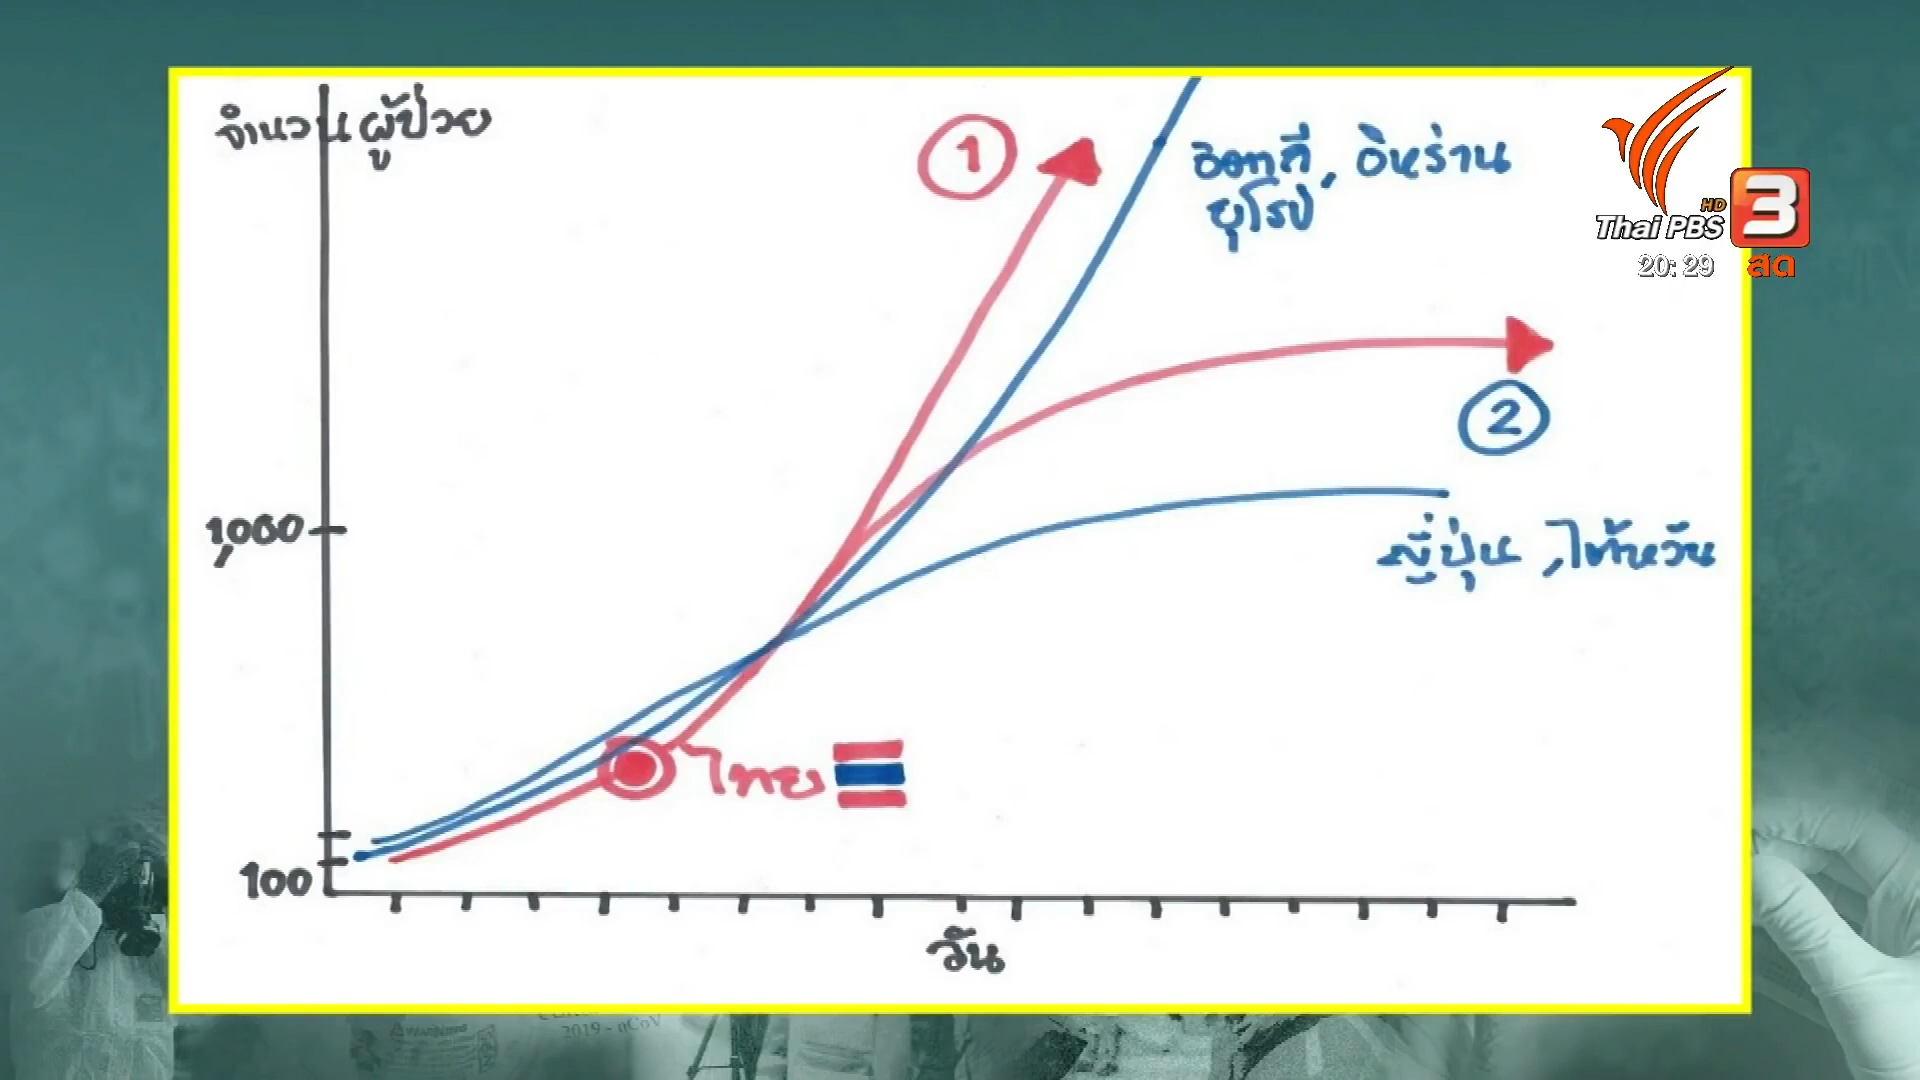 จำนวนผู้ป่วย
1
อิตาลี, อิหร่าน
ยุโรป
HD
Thai PBS 3
20:29 สด
2
1,000
ญี่ปุ่น, ไต้หวัน
ไทย
100
วัน
2019 - nCoV